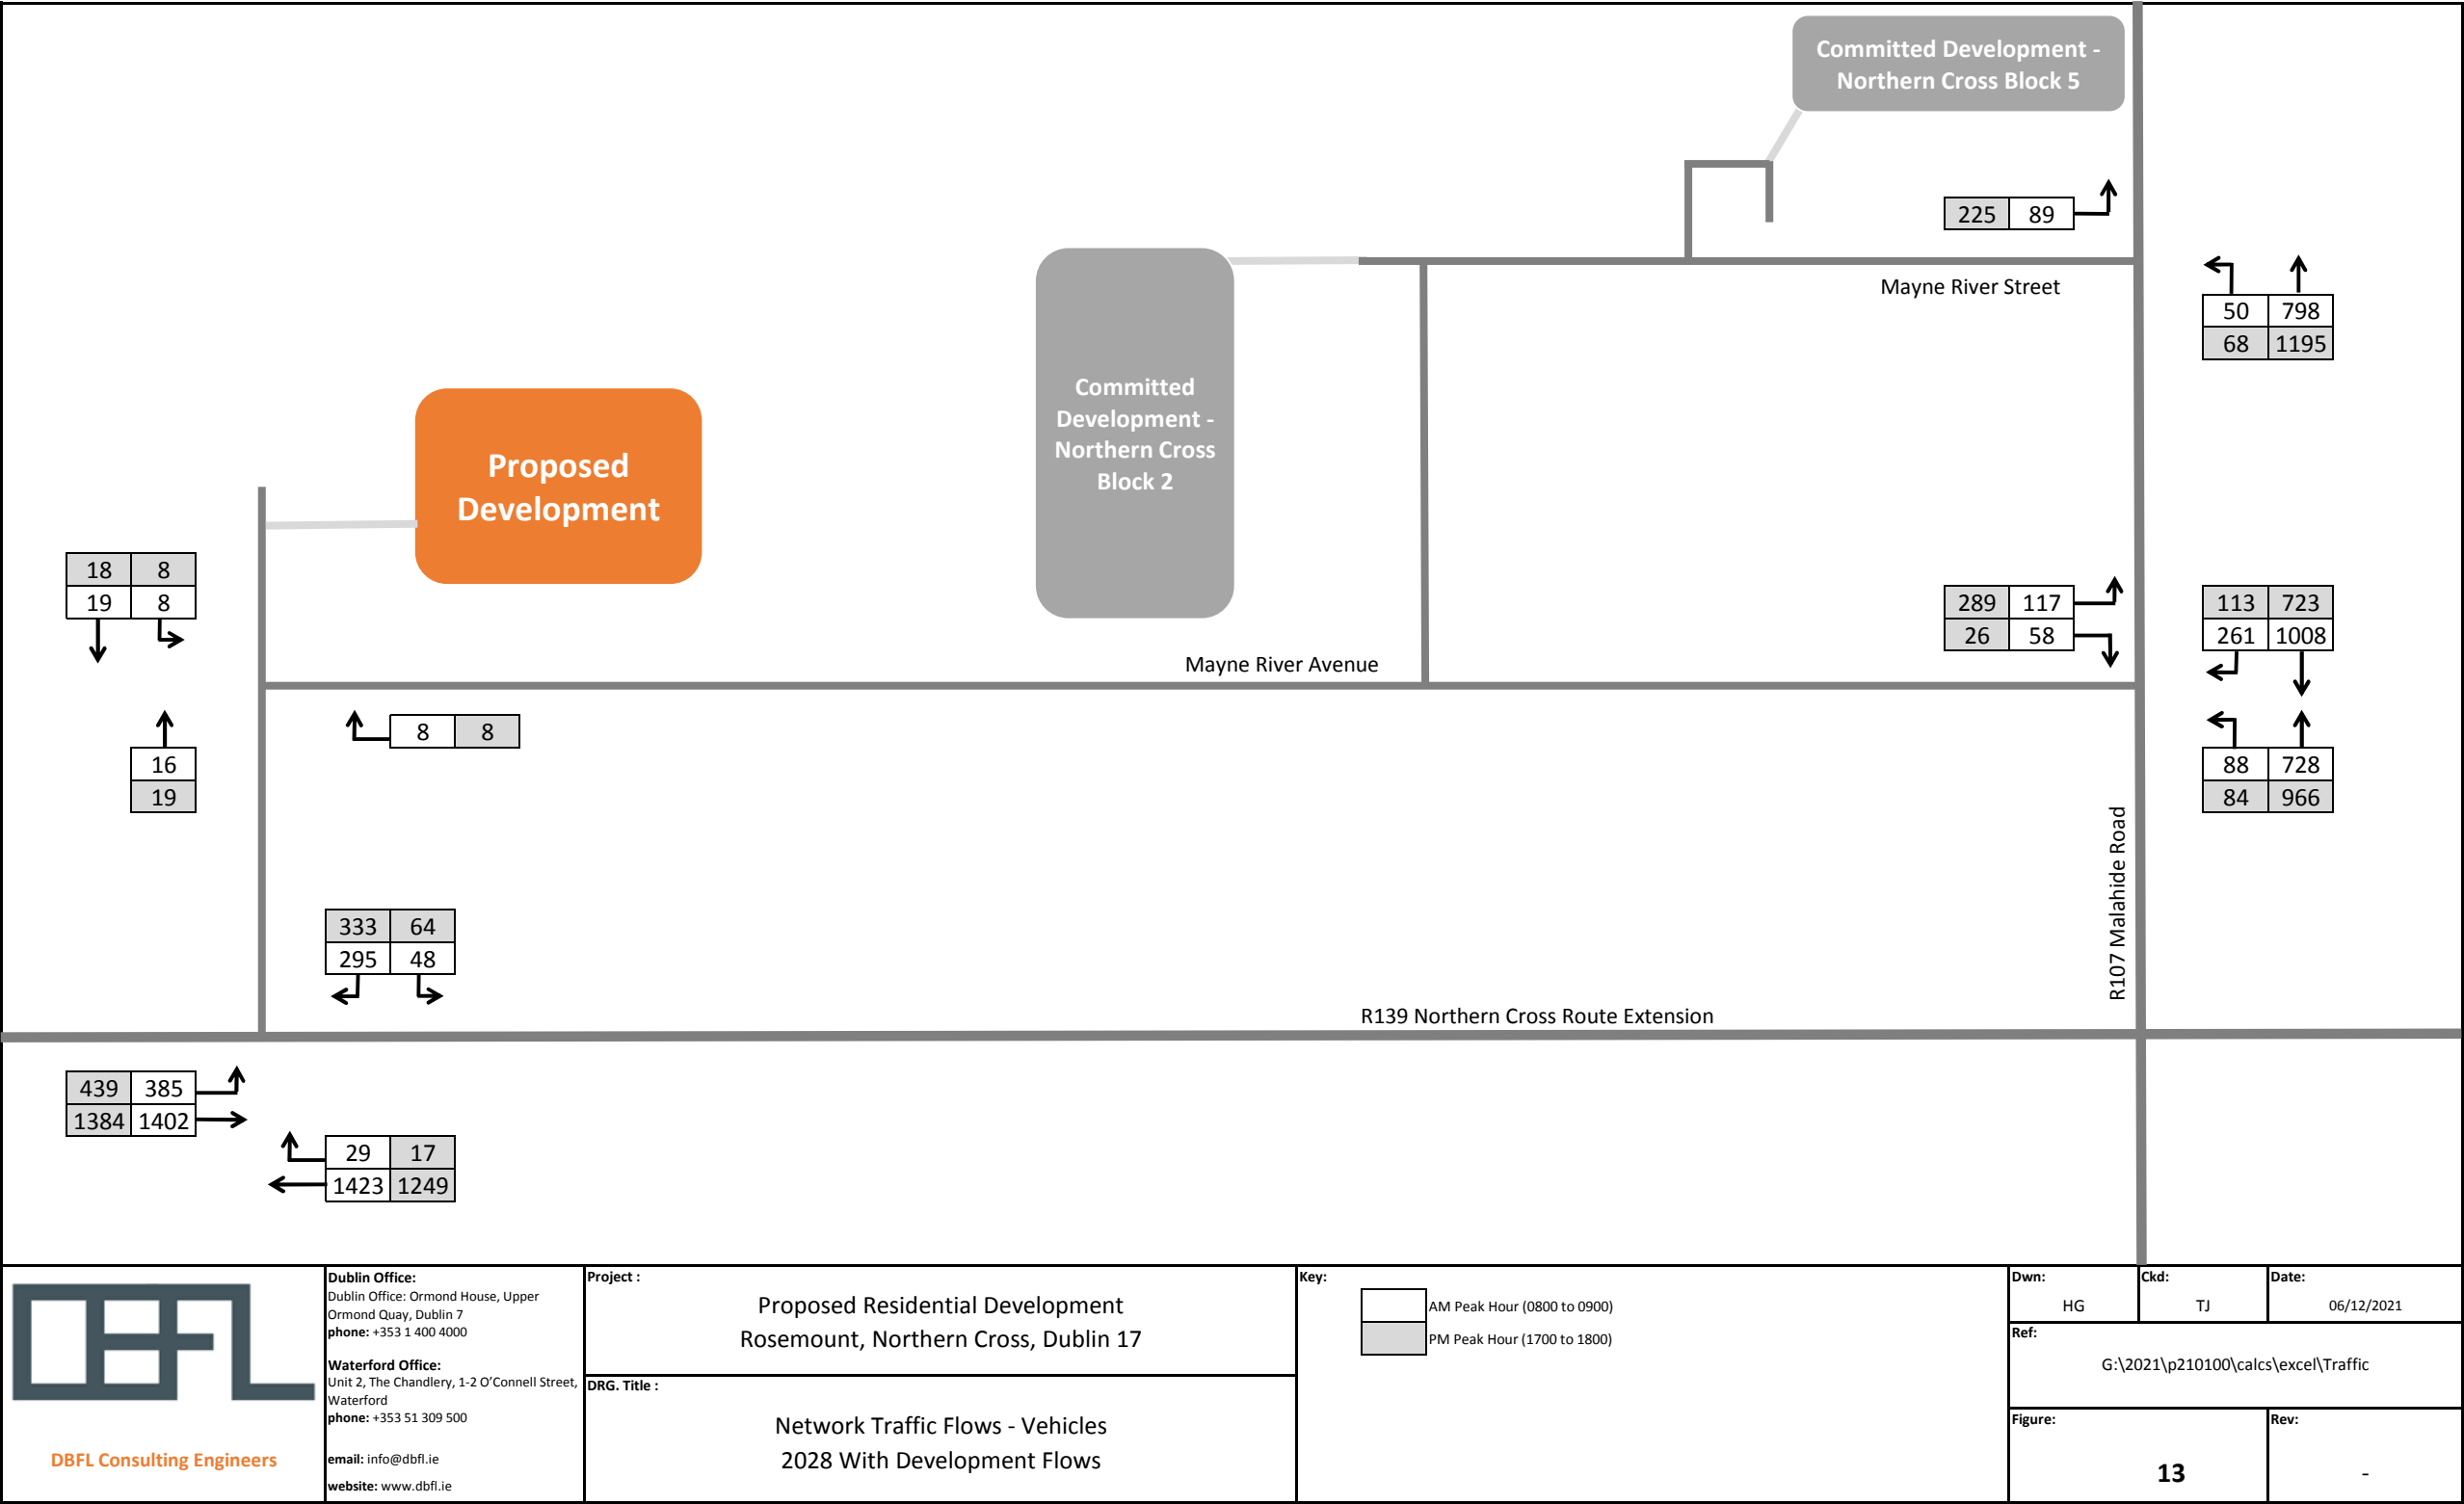 Committed Development -
Northern Cross Block 5
225 89
Mayne River Street
50 798
68 1195
Committed
Development -
Northern Cross
Block 2
Proposed
Development
18 8
19 8
289 117
26 58
113 723
261 1008
Mayne River Avenue
8 8
16
19
88 728
84 966
R107 Malahide Road
333 64
295 48
R139 Northern Cross Route Extension
439 385
1384 1402
29 17
1423 1249
DBFL
DBFL Consulting Engineers
Dublin Office:
Dublin Office: Ormond House, Upper
Ormond Quay, Dublin 7
phone: +353 1 400 4000
Waterford Office:
Unit 2, The Chandlery, 1-2 O'Connell Street,
Waterford
phone: +353 51 309 500
email: info@dbfl.ie
website: www.dbfl.ie
Project :
Proposed Residential Development
Rosemount, Northern Cross, Dublin 17
DRG. Title :
Network Traffic Flows - Vehicles
2028 With Development Flows
Key:
AM Peak Hour (0800 to 0900)
PM Peak Hour (1700 to 1800)
Dwn:
HG
Ckd:
TJ
Date:
06/12/2021
Ref:
G:\2021\p210100\calcs\excel\Traffic
Figure:
13
Rev:
-